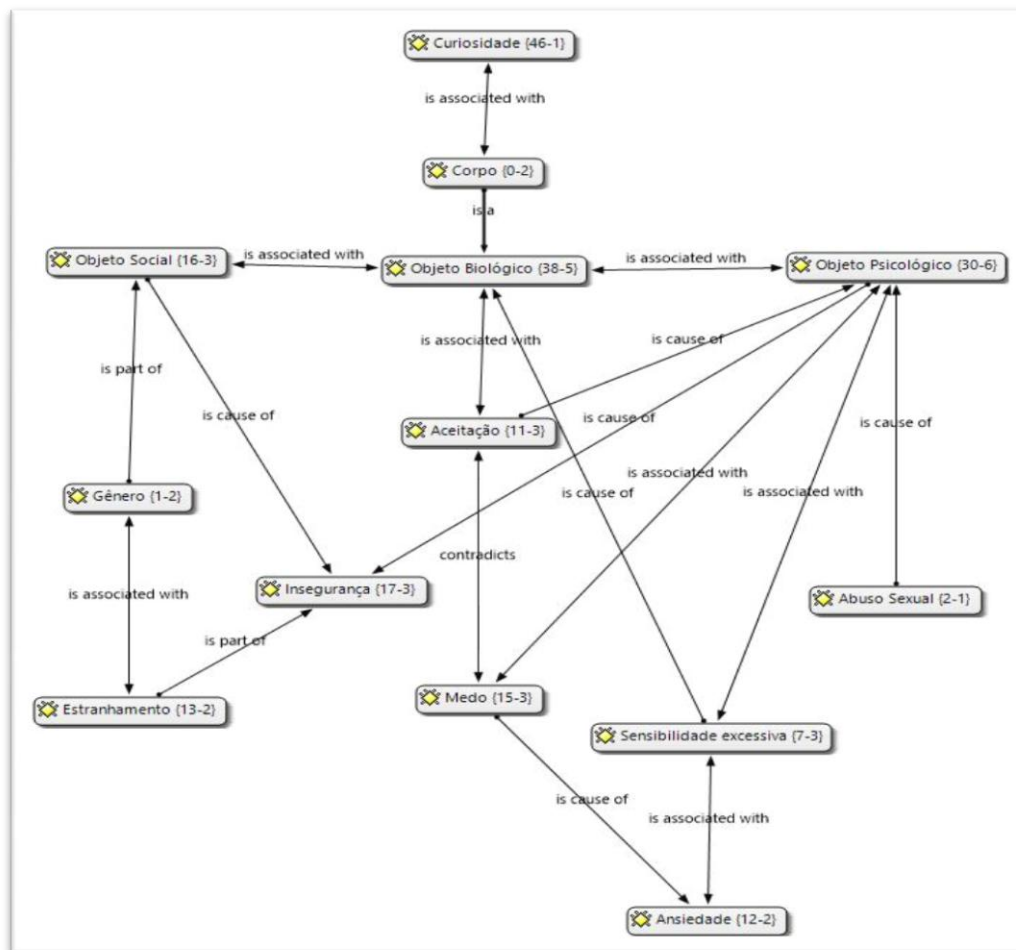 Curiosidade {46-1}
is associated with
Corpo {0-2}
is a
Objeto Social {16-3}
is associated with
Objeto Biológico {38-5}
is associated with
Objeto Psicológico {30-6}
is associated with
is cause of
is part of
is cause of
is cause of
is cause of
Aceitação {11-3}
is associated with
is associated with
is cause of
Gênero {1-2}
contradicts
is associated with
Insegurança {17-3}
Abuso Sexual {2-1}
is part of
Estranhamento {13-2}
Medo {15-3}
Sensibilidade excessiva {7-3}
is cause of
is associated with
Ansiedade {12-2}